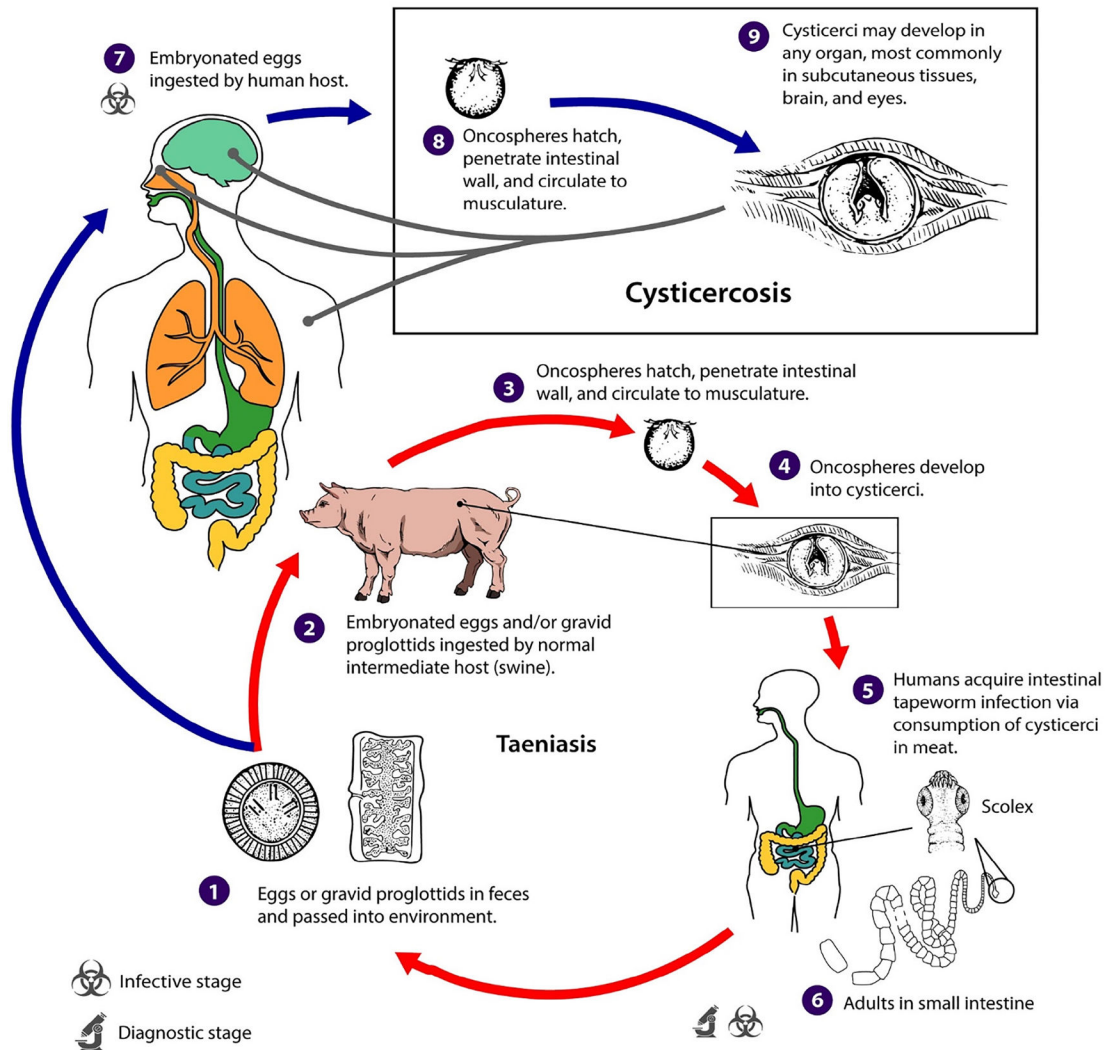 7
Embryonated eggs
ingested by human host.
8
Oncospheres hatch,
penetrate intestinal
wall, and circulate to
musculature.
9
Cysticerci may develop in
any organ, most commonly
in subcutaneous tissues,
brain, and eyes.
Cysticercosis
3
Oncospheres hatch, penetrate intestinal
wall, and circulate to musculature.
4
Oncospheres develop
into cysticerci.
2
Embryonated eggs and/or gravid
proglottids ingested by normal
intermediate host (swine).
5
Humans acquire intestinal
tapeworm infection via
consumption of cysticerci
in meat.
Taeniasis
Scolex
1
Eggs or gravid proglottids in feces
and passed into environment.
6
Adults in small intestine
Infective stage
Diagnostic stage